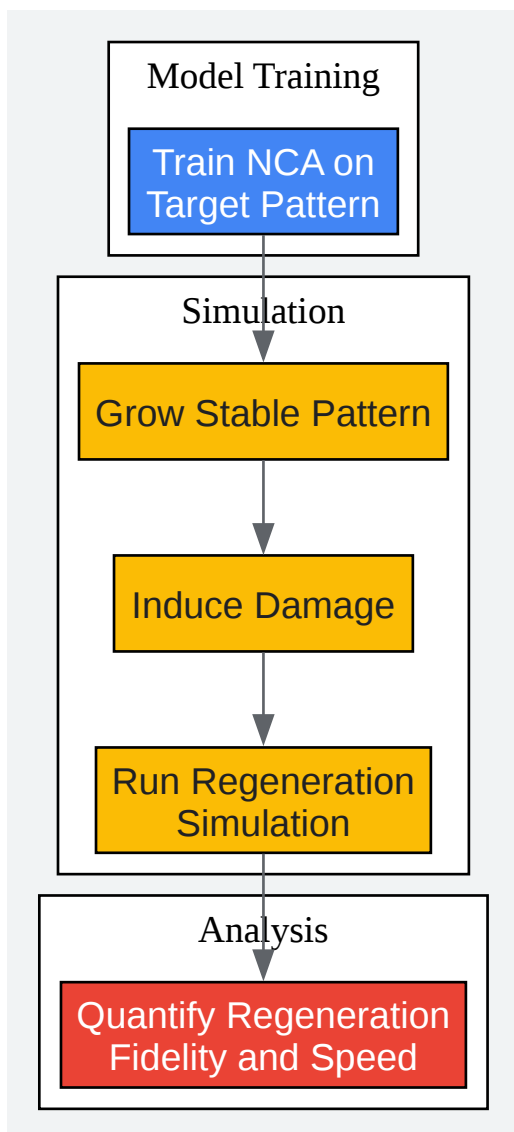 Model Training
Train NCA on
Target Pattern
Simulation
Grow Stable Pattern
Induce Damage
Run Regeneration
Simulation
Analysis
Quantify Regeneration
Fidelity and Speed